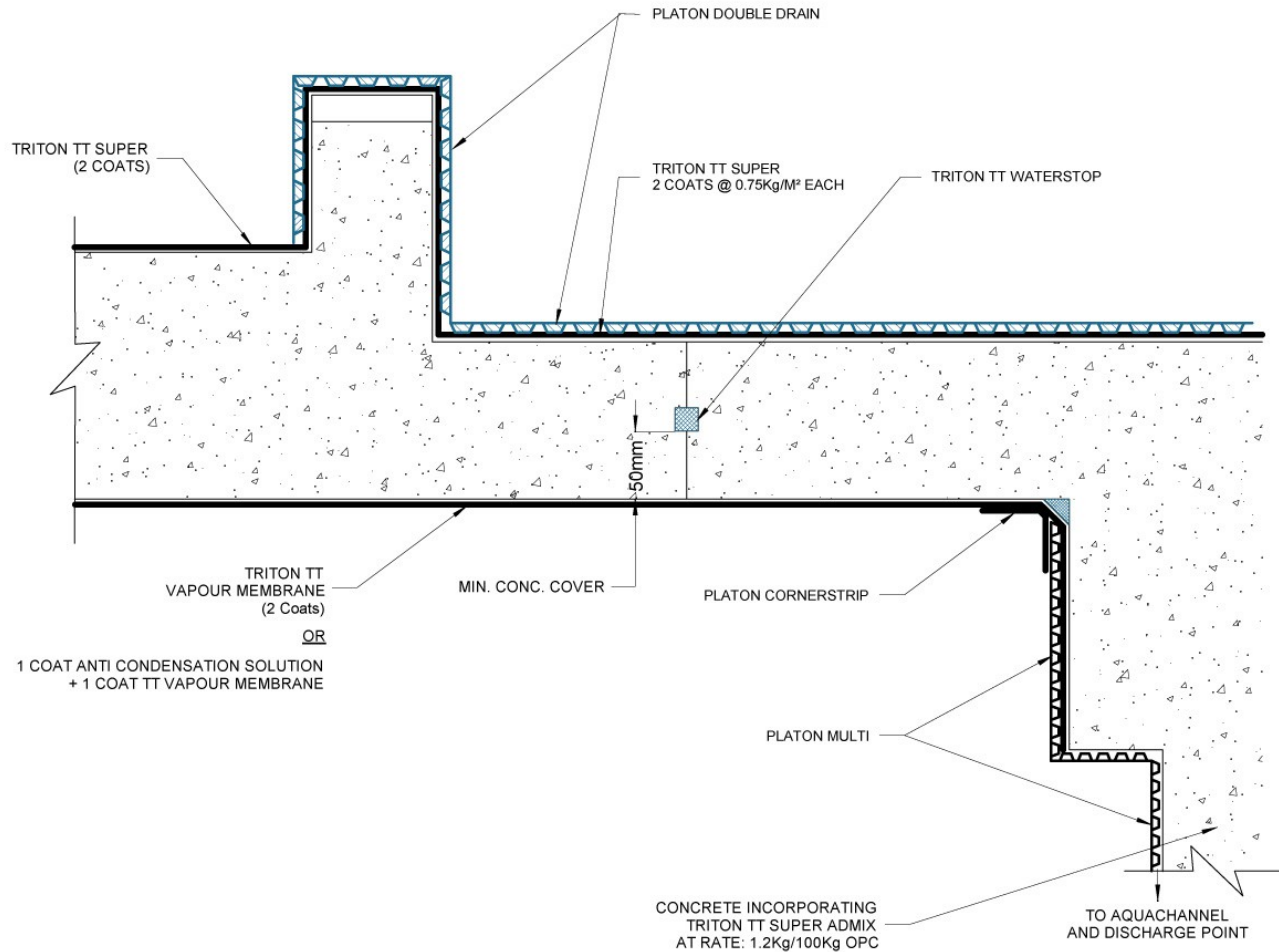 PLATON DOUBLE DRAIN
TRITON TT SUPER
(2 COATS)
TRITON TT SUPER
2 COATS @ 0.75Kg/M² EACH
TRITON TT WATERSTOP
50mm
TRITON TT
VAPOUR MEMBRANE
(2 Coats)
OR
1 COAT ANTI CONDENSATION SOLUTION
+ 1 COAT TT VAPOUR MEMBRANE
MIN. CONC. COVER
PLATON CORNERSTRIP
PLATON MULTI
CONCRETE INCORPORATING
TRITON TT SUPER ADMIX
AT RATE: 1.2Kg/100Kg OPC
TO AQUACHANNEL
AND DISCHARGE POINT